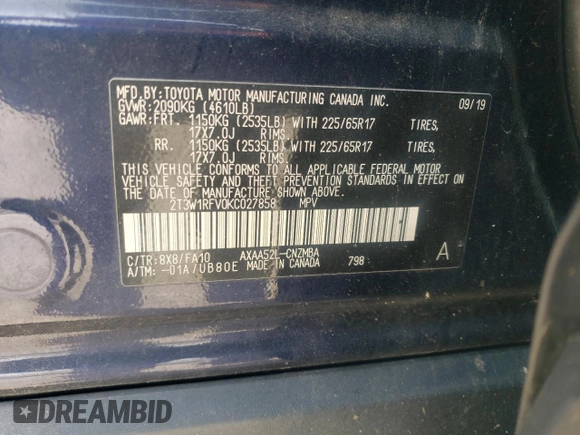 MFD.BY:TOYOTA MOTOR MANUFACTURING CANADA INC. 09/19
GVWR:2090KG (4610LB)
GAWR:FRT. 1150KG (2535LB) WITH 225/65R17 TIRES,
17X7.0J RIMS,
RR. 1150KG (2535LB) WITH 225/65R17 TIRES,
17X7.0J RIMS,
THIS VEHICLE CONFORMS TO ALL APPLICABLE FEDERAL MOTOR
VEHICLE SAFETY, THEFT PREVENTION STANDARDS IN EFFECT ON
THE DATE OF MANUFACTURE SHOWN ABOVE.
2T3W1RFV0KC027858 MPV
C/TR:8X8/FA10 AXAA52L-CNZMBA 798 A
A/TM: -01A/UB80E MADE IN CANADA
DREAMBID